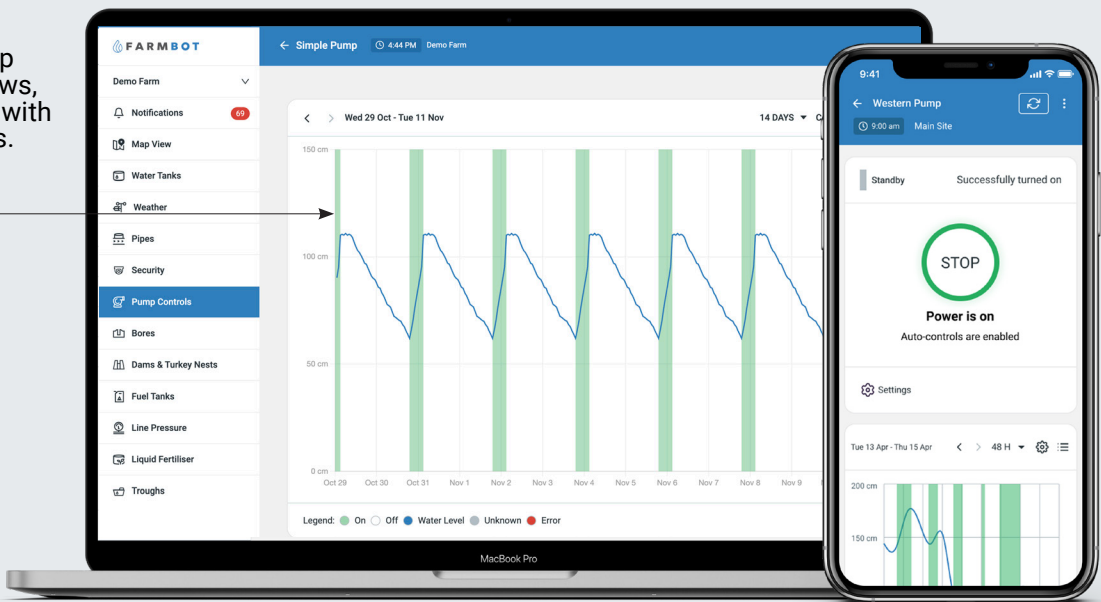 p
ws,
with
s.
FARMBOT
Demo Farm
Notifications
69
Map View
Water Tanks
Weather
Pipes
Security
Pump Controls
Bores
Dams & Turkey Nests
Fuel Tanks
Line Pressure
Liquid Fertiliser
Troughs
Simple Pump 4:44 PM Demo Farm
Wed 29 Oct - Tue 11 Nov
14 DAYS
150 cm
100 cm
50 cm
0 cm
Oct 29 Oct 30 Oct 31 Nov 1 Nov 2 Nov 3 Nov 4 Nov 5 Nov 6 Nov 7 Nov 8 Nov 9
Legend: On Off Water Level Unknown Error
MacBook Pro
9:41
Western Pump
9:00 am Main Site
Standby Successfully turned on
STOP
Power is on
Auto-controls are enabled
Settings
Tue 13 Apr - Thu 15 Apr 48 H
200 cm
150 cm